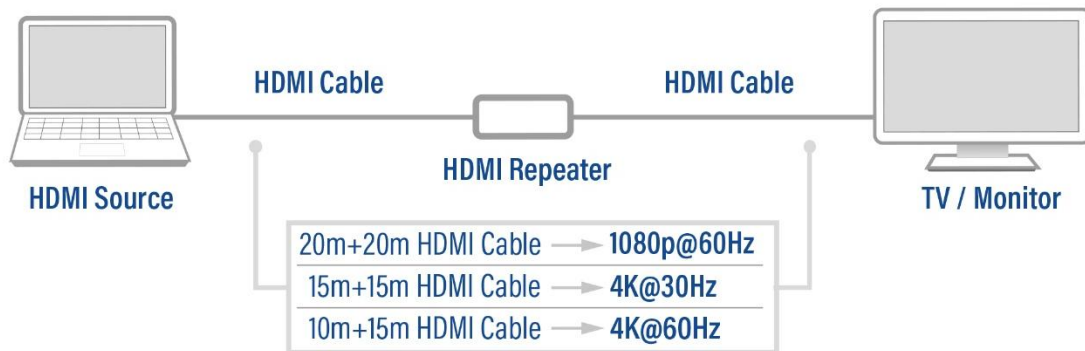 HDMI Cable
HDMI Cable
HDMI Source
HDMI Repeater
TV / Monitor
20m+20m HDMI Cable 1080p@60Hz
15m+15m HDMI Cable 4K@30Hz
10m+15m HDMI Cable 4K@60Hz